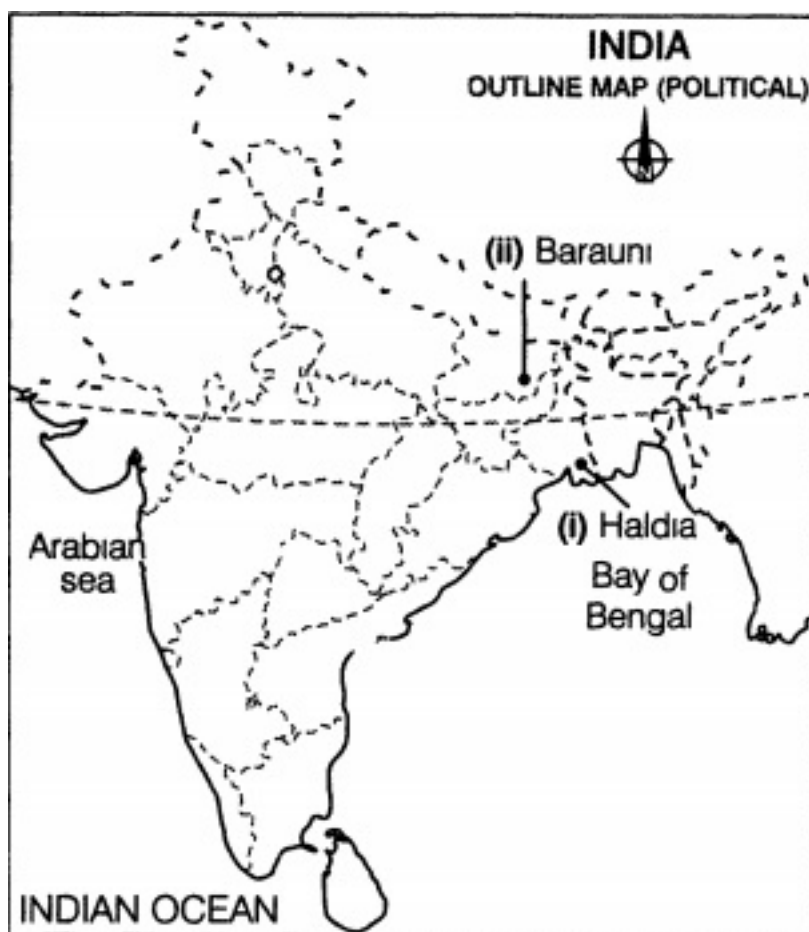 INDIA
OUTLINE MAP (POLITICAL)
N
(ii) Barauni
(i) Haldia
Arabian
sea
Bay of
Bengal
INDIAN OCEAN